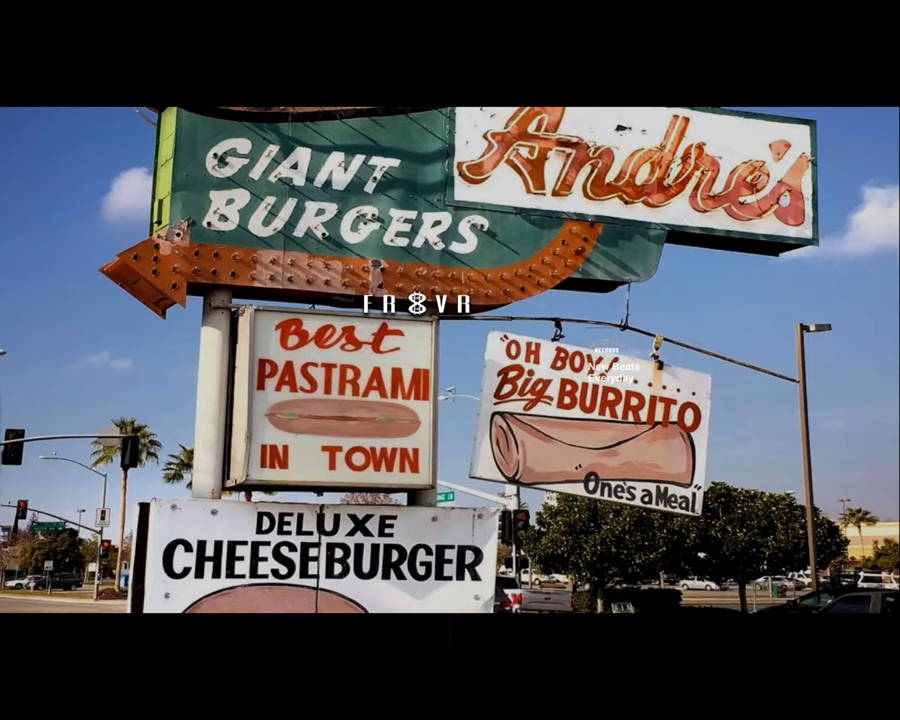 Andre's
GIANT
BURGERS
FR8VR
Best
PASTRAMI
IN TOWN
"OH BOY
Big BURRITO
One's a Meal"
RECORDS
New Beats
Everyday
DELUXE
CHEESEBURGER